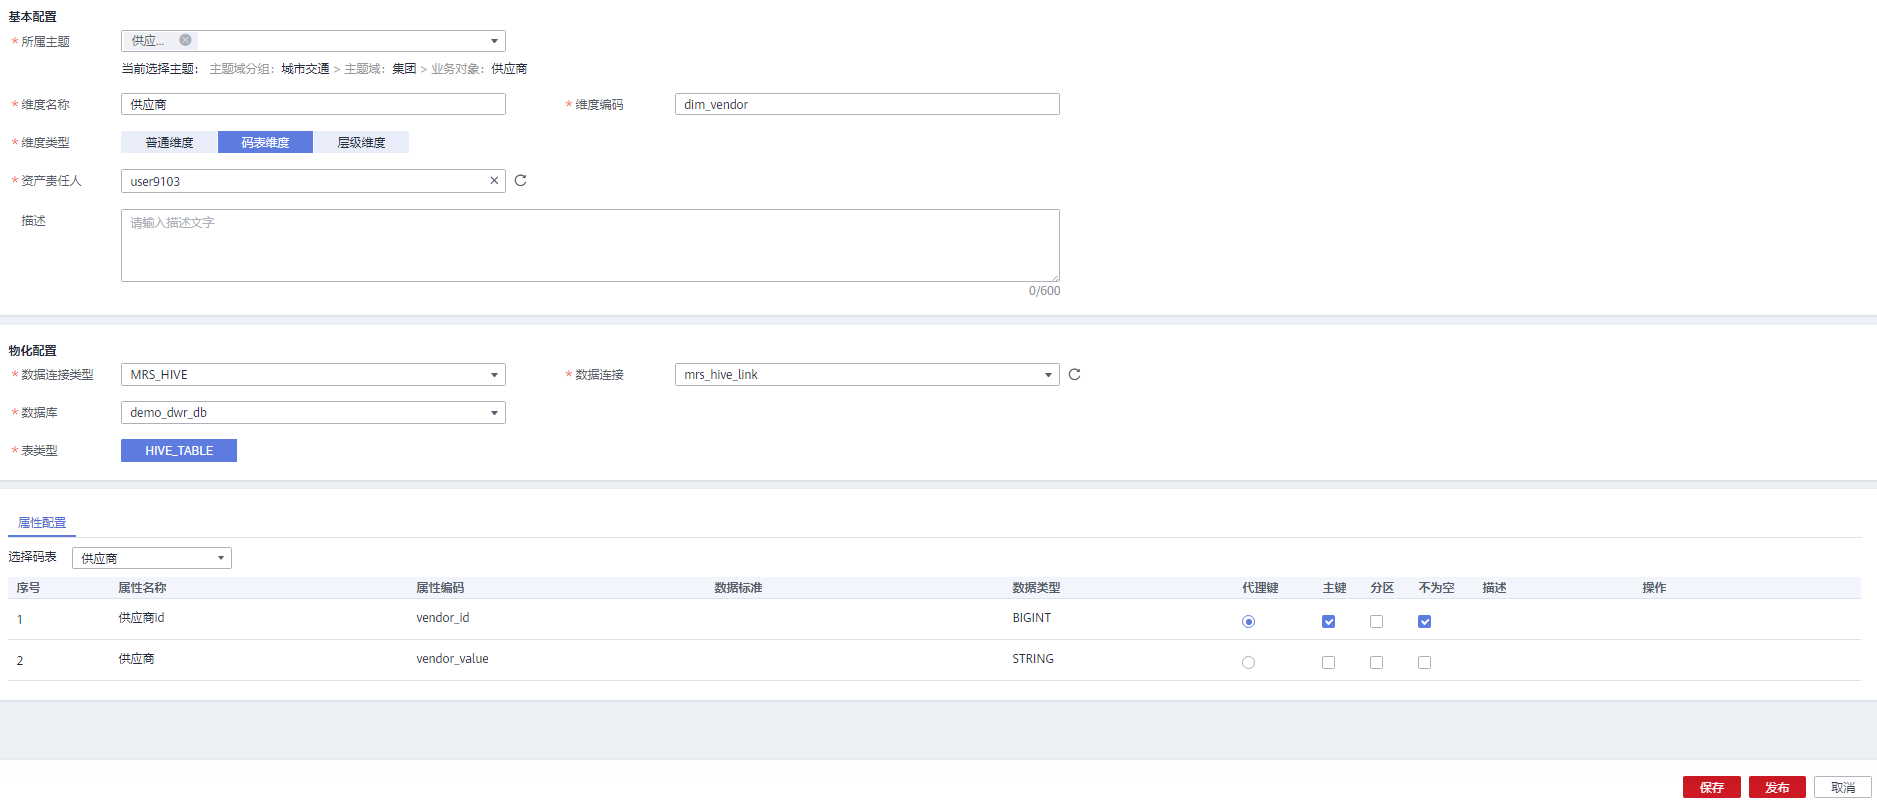 基本配置
* 所属主题 供应...
当前选择主题： 主题域分组：城市交通 > 主题域：集团 > 业务对象：供应商
* 维度名称 供应商 * 维度编码 dim_vendor
* 维度类型 普通维度 码表维度 层级维度
* 资产责任人 user9103
描述 请输入描述文字
0/600
物化配置
* 数据连接类型 MRS_HIVE * 数据连接 mrs_hive_link
* 数据库 demo_dwr_db
* 表类型 HIVE_TABLE
属性配置
选择码表 供应商
序号 属性名称 属性编码 数据标准 数据类型 代理键 主键 分区 不为空 描述 操作
1 供应商id vendor_id BIGINT
2 供应商 vendor_value STRING
保存 发布 取消